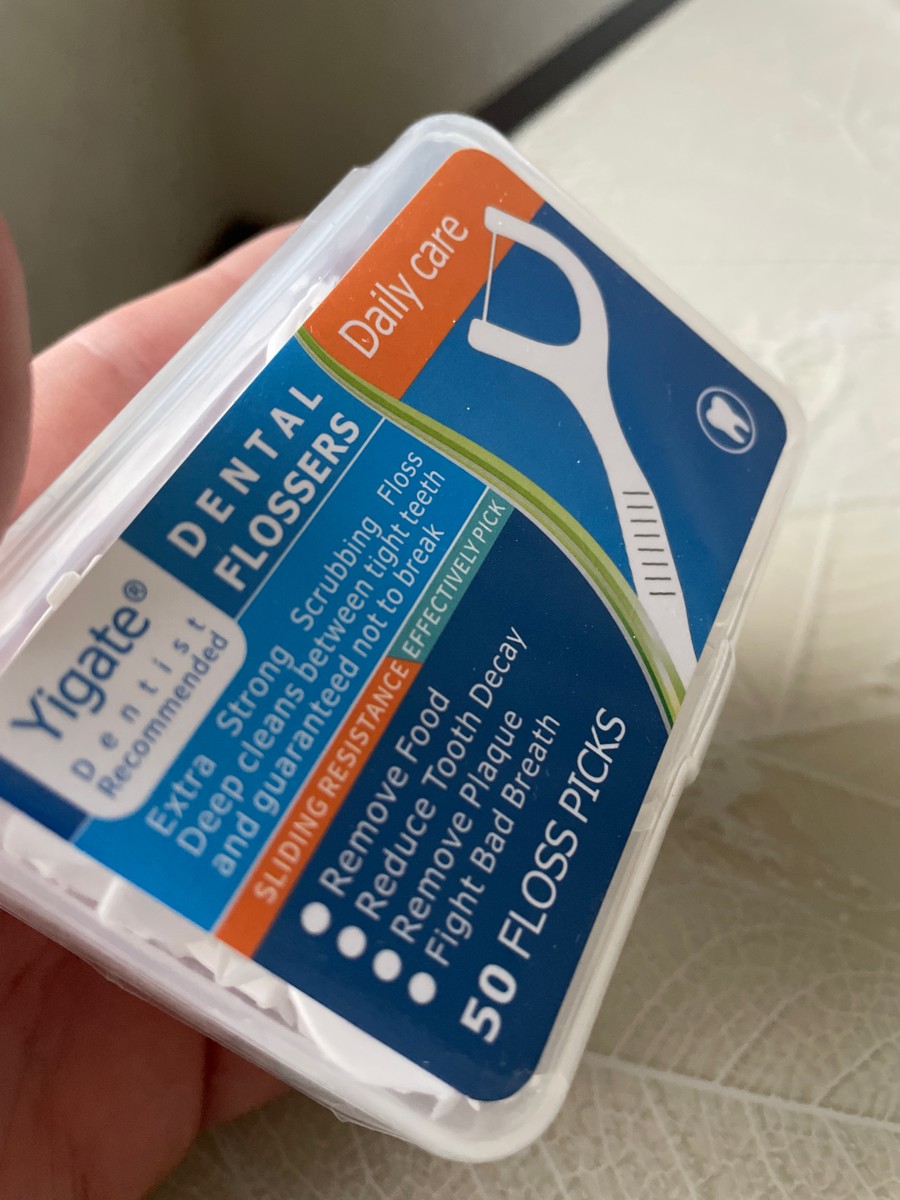 Yigate®
Dentist
Recommended
DENTAL
FLOSSERS
Daily care
Extra Strong Scrubbing Floss
Deep cleans between tight teeth
and guaranteed not to break
SLIDING RESISTANCE EFFECTIVELY PICK
Remove Food
Reduce Tooth Decay
Remove Plaque
Fight Bad Breath
50 FLOSS PICKS